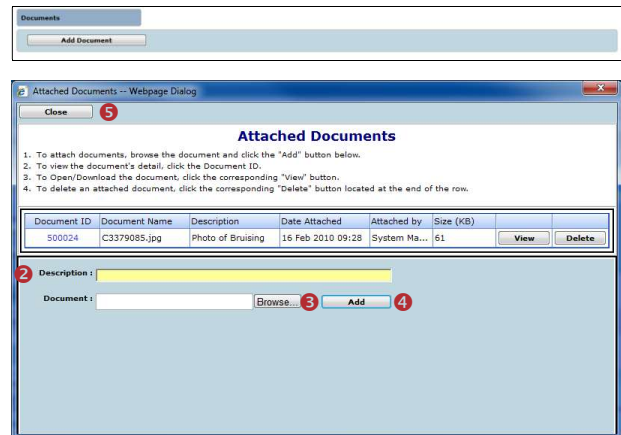 Documents
Add Document
Attached Documents -- Webpage Dialog
Close 5
Attached Documents
1. To attach documents, browse the document and click the "Add" button below.
2. To view the document's detail, click the Document ID.
3. To Open/Download the document, click the corresponding "View" button.
4. To delete an attached document, click the corresponding "Delete" button located at the end of the row.
Document ID Document Name Description Date Attached Attached by Size (KB)
500024 C3379085.jpg Photo of Bruising 16 Feb 2010 09:28 System Ma... 61 View Delete
2 Description :
Document : Browse... 3 Add 4